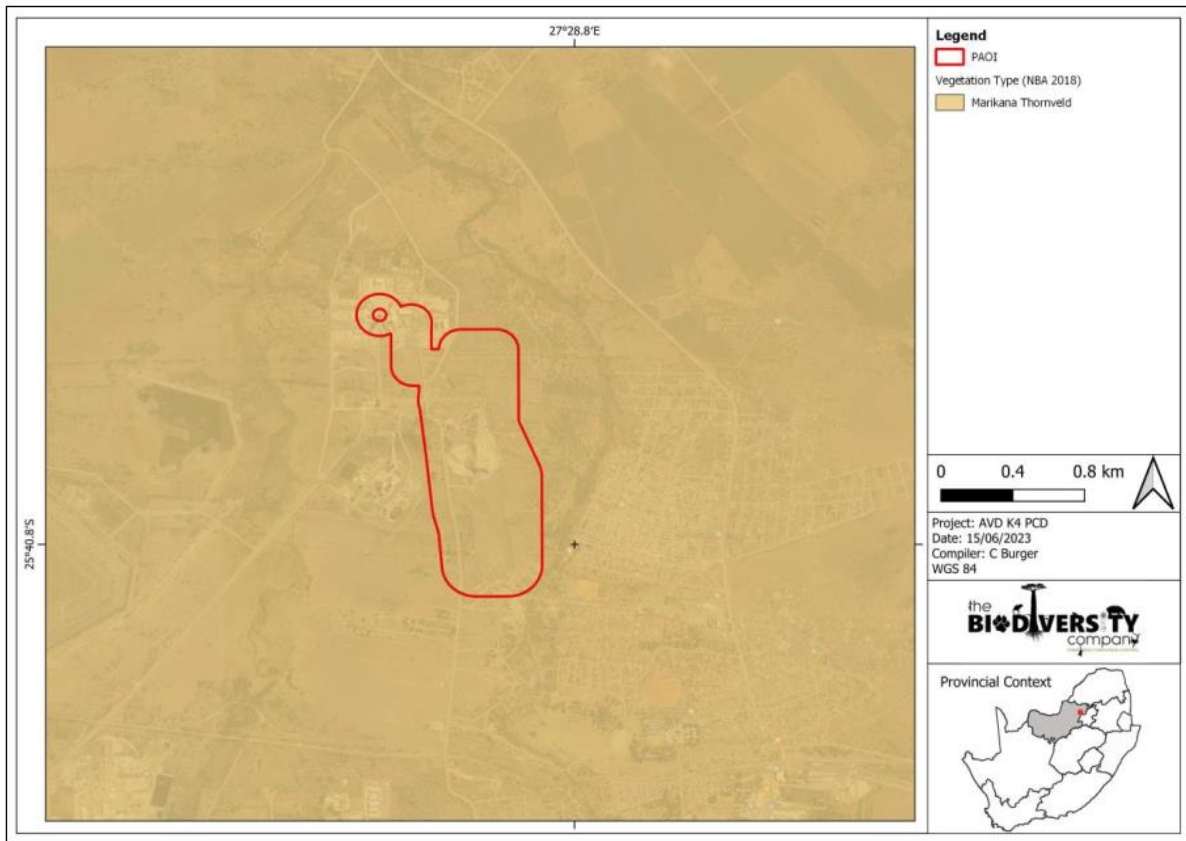 27°28.8'E
25°40.8'S
Legend
PAOI
Vegetation Type (NBA 2018)
Marikana Thornveld
0 0.4 0.8 km
Project: AVD K4 PCD
Date: 15/06/2023
Compiler: C Burger
WGS 84
the
BIODIVERSITY
company
Provincial Context